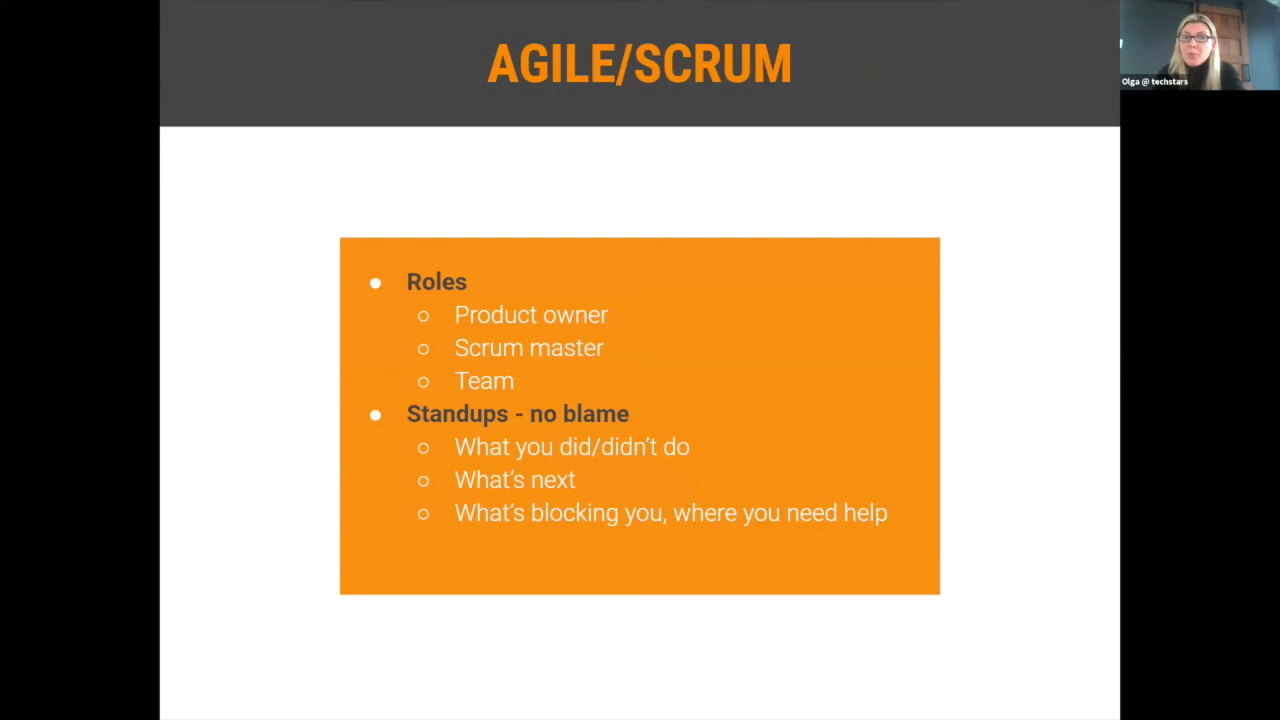 AGILE/SCRUM
Olga @ techstars
Roles
Product owner
Scrum master
Team
Standups - no blame
What you did/didn’t do
What’s next
What’s blocking you, where you need help